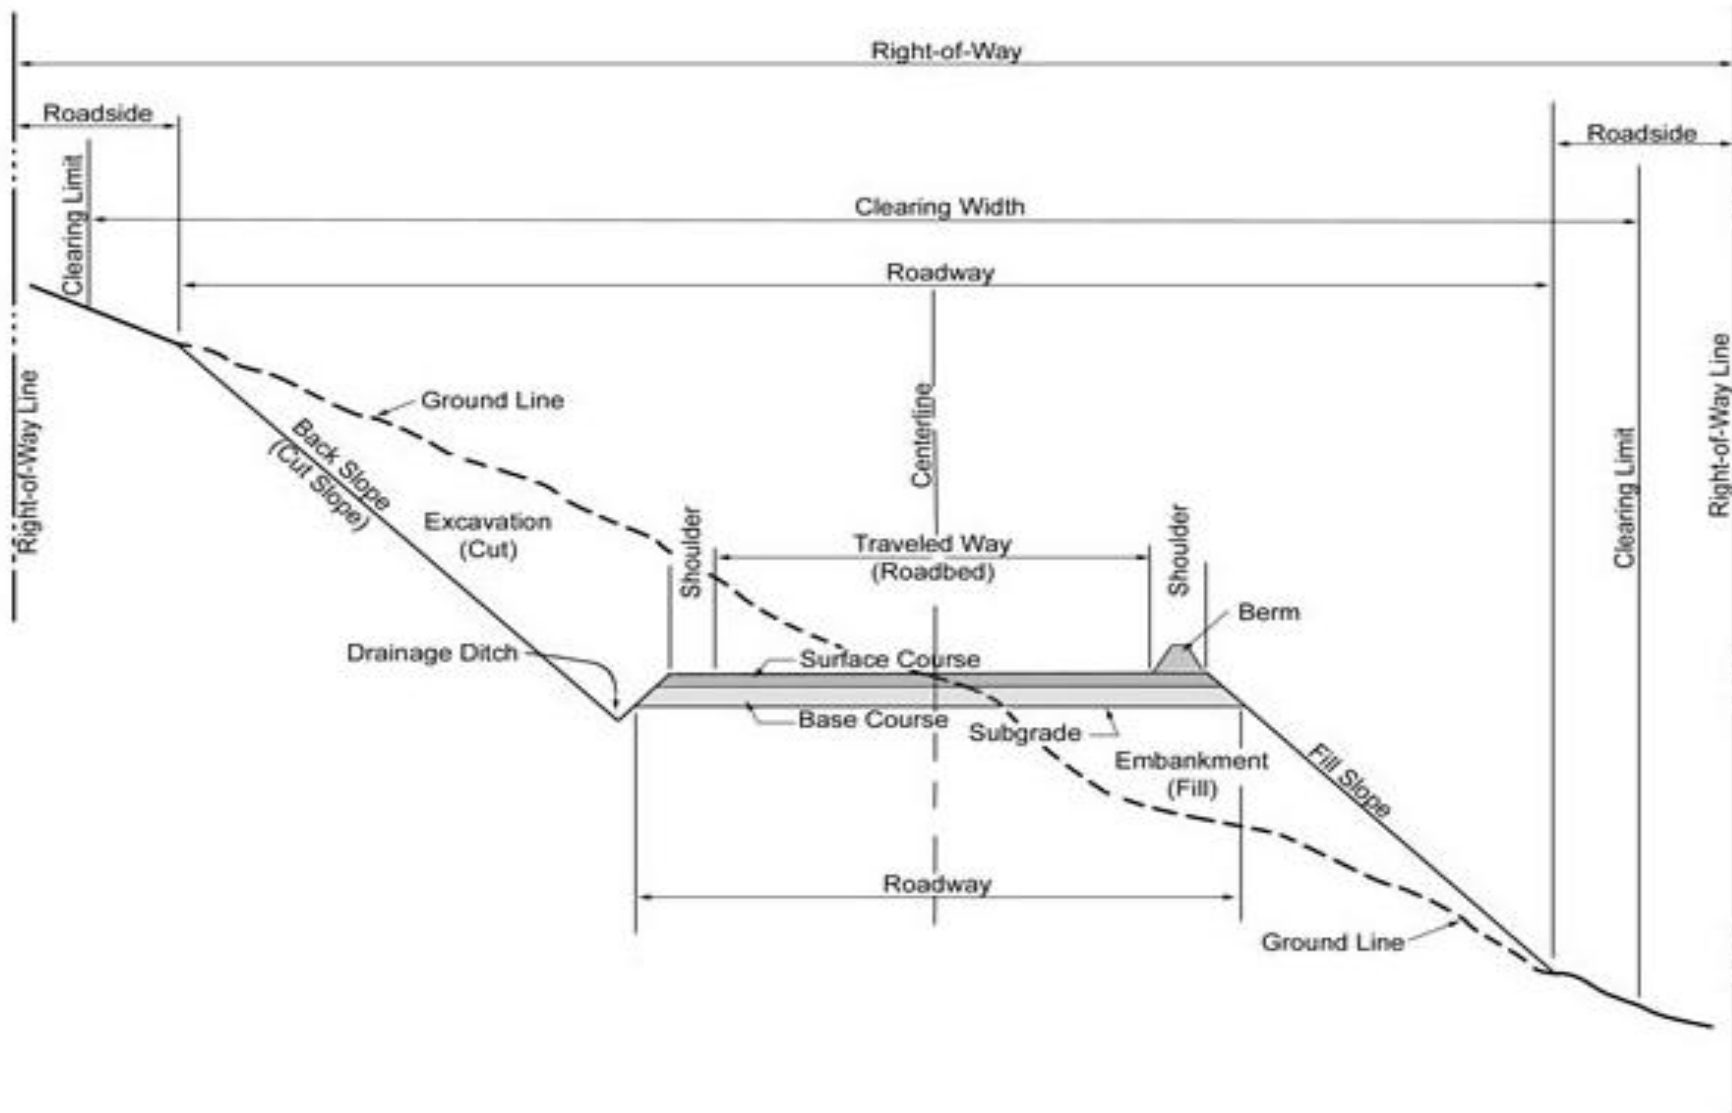 Right-of-Way
Roadside
Roadside
Clearing Limit
Clearing Width
Roadway
Right-of-Way Line
Ground Line
Back Slope
(Cut Slope)
Excavation
(Cut)
Centerline
Shoulder
Traveled Way
(Roadbed)
Shoulder
Berm
Clearing Limit
Right-of-Way Line
Drainage Ditch
Surface Course
Base Course
Subgrade
Embankment
(Fill)
Fill Slope
Roadway
Ground Line